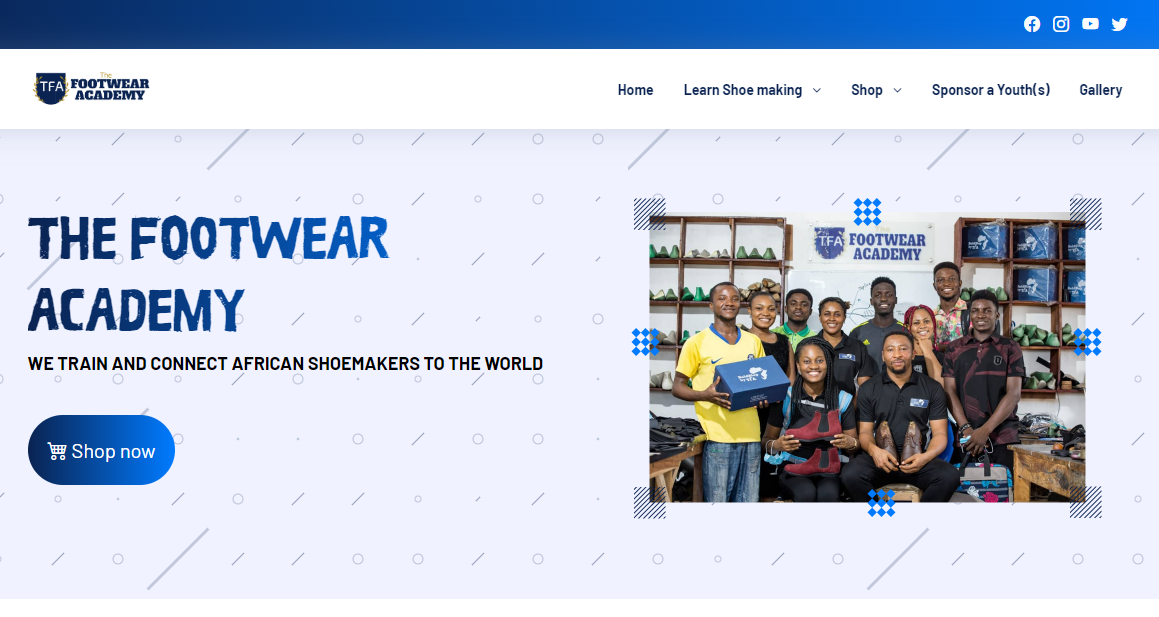 TFA The
FOOTWEAR
ACADEMY
Home Learn Shoe making Shop Sponsor a Youth(s) Gallery
THE FOOTWEAR
ACADEMY
WE TRAIN AND CONNECT AFRICAN SHOEMAKERS TO THE WORLD
Shop now
TFA FOOTWEAR
ACADEMY